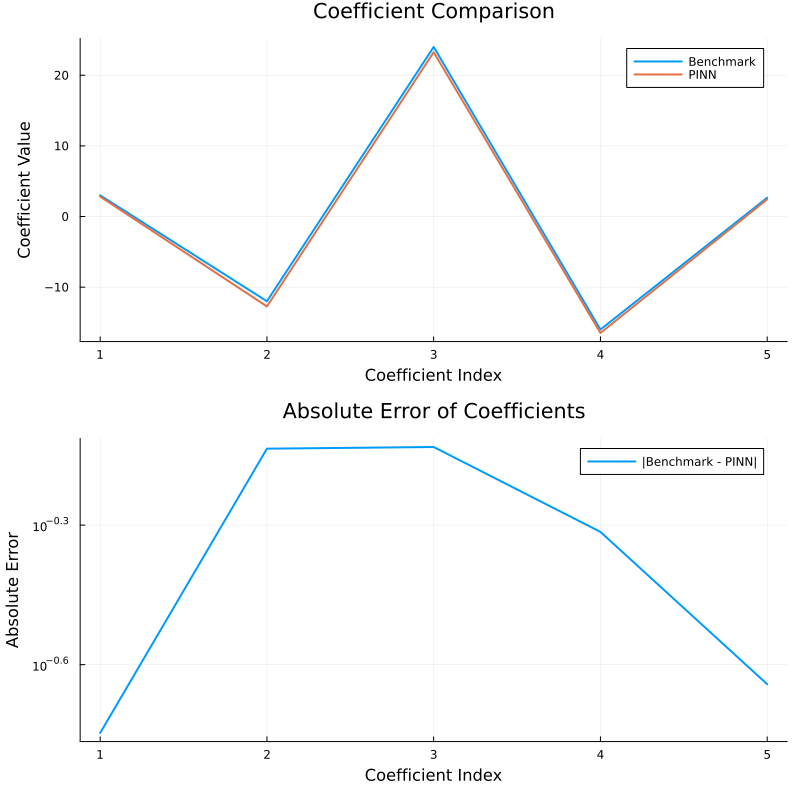 Coefficient Comparison
Coefficient Value
20
10
0
−10
Benchmark
PINN
1 2 3 4 5
Coefficient Index
Absolute Error of Coefficients
Absolute Error
|Benchmark - PINN|
10^−0.3
10^−0.6
1 2 3 4 5
Coefficient Index